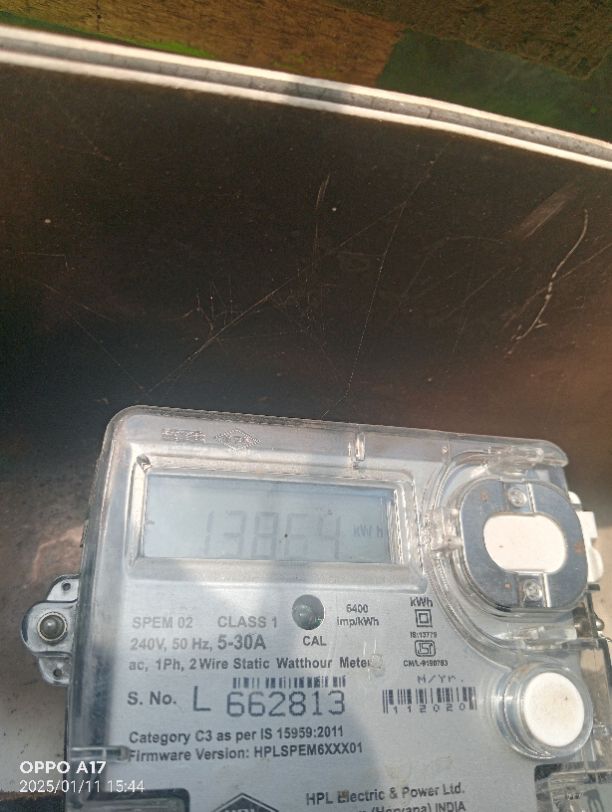 13864 kWh
SPEM 02 CLASS 1
240V, 50 Hz, 5-30A
CAL
6400
imp/kWh
kWh
IS:13779
ac, 1Ph, 2 Wire Static Watthour Meter
S. No. L 662813
M/Yr.
112020
Category C3 as per IS 15959:2011
Firmware Version: HPLSPEM6XXX01
HPL Electric & Power Ltd.
(Haryana) INDIA
OPPO A17
2025/01/11 15:44